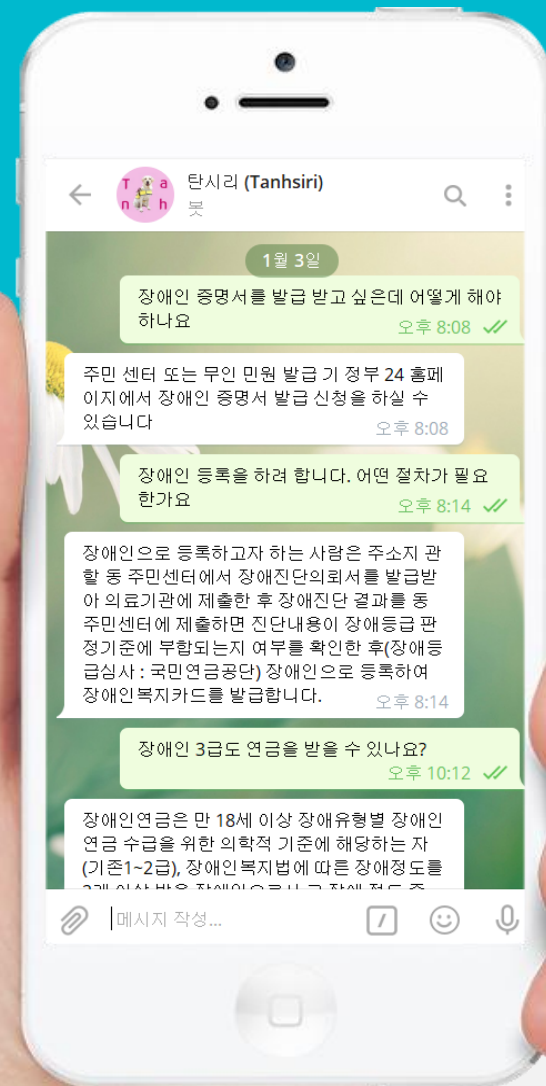 T a
n h
탄시리 (Tanhsiri)
봇
1월 3일
장애인 증명서를 발급 받고 싶은데 어떻게 해야
하나요
오후 8:08
주민 센터 또는 무인 민원 발급 기 정부 24 홈페
이지에서 장애인 증명서 발급 신청을 하실 수
있습니다
오후 8:08
장애인 등록을 하려 합니다. 어떤 절차가 필요
한가요
오후 8:14
장애인으로 등록하고자 하는 사람은 주소지 관
할 동 주민센터에서 장애진단의뢰서를 발급받
아 의료기관에 제출한 후 장애진단 결과를 동
주민센터에 제출하면 진단내용이 장애등급 판
정기준에 부합되는지 여부를 확인한 후(장애등
급심사 : 국민연금공단) 장애인으로 등록하여
장애인복지카드를 발급합니다.
오후 8:14
장애인 3급도 연금을 받을 수 있나요?
오후 10:12
장애인연금은 만 18세 이상 장애유형별 장애인
연금 수급을 위한 의학적 기준에 해당하는 자
(기존1~2급), 장애인복지법에 따른 장애정도를
메시지 작성...